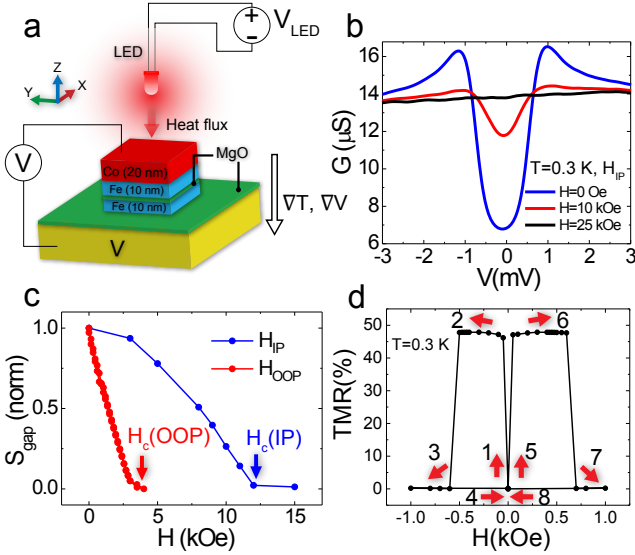 a
LED
V_LED
Z
X
Y
Heat flux
MgO
Co (20 nm)
Fe (10 nm)
Fe (10 nm)
V
V
∇T, ∇V
b
G (μS)
16
14
12
10
8
6
T=0.3 K, H_IP
H=0 Oe
H=10 kOe
H=25 kOe
-3 -2 -1 0 1 2 3
V(mV)
c
S_gap (norm)
1.0
0.5
0.0
H_IP
H_OOP
H_c(OOP)
H_c(IP)
0 5 10 15
H (kOe)
d
TMR(%)
50
40
30
20
10
0
T=0.3 K
2
6
3
1
5
7
4
8
-1.0 -0.5 0.0 0.5 1.0
H(kOe)